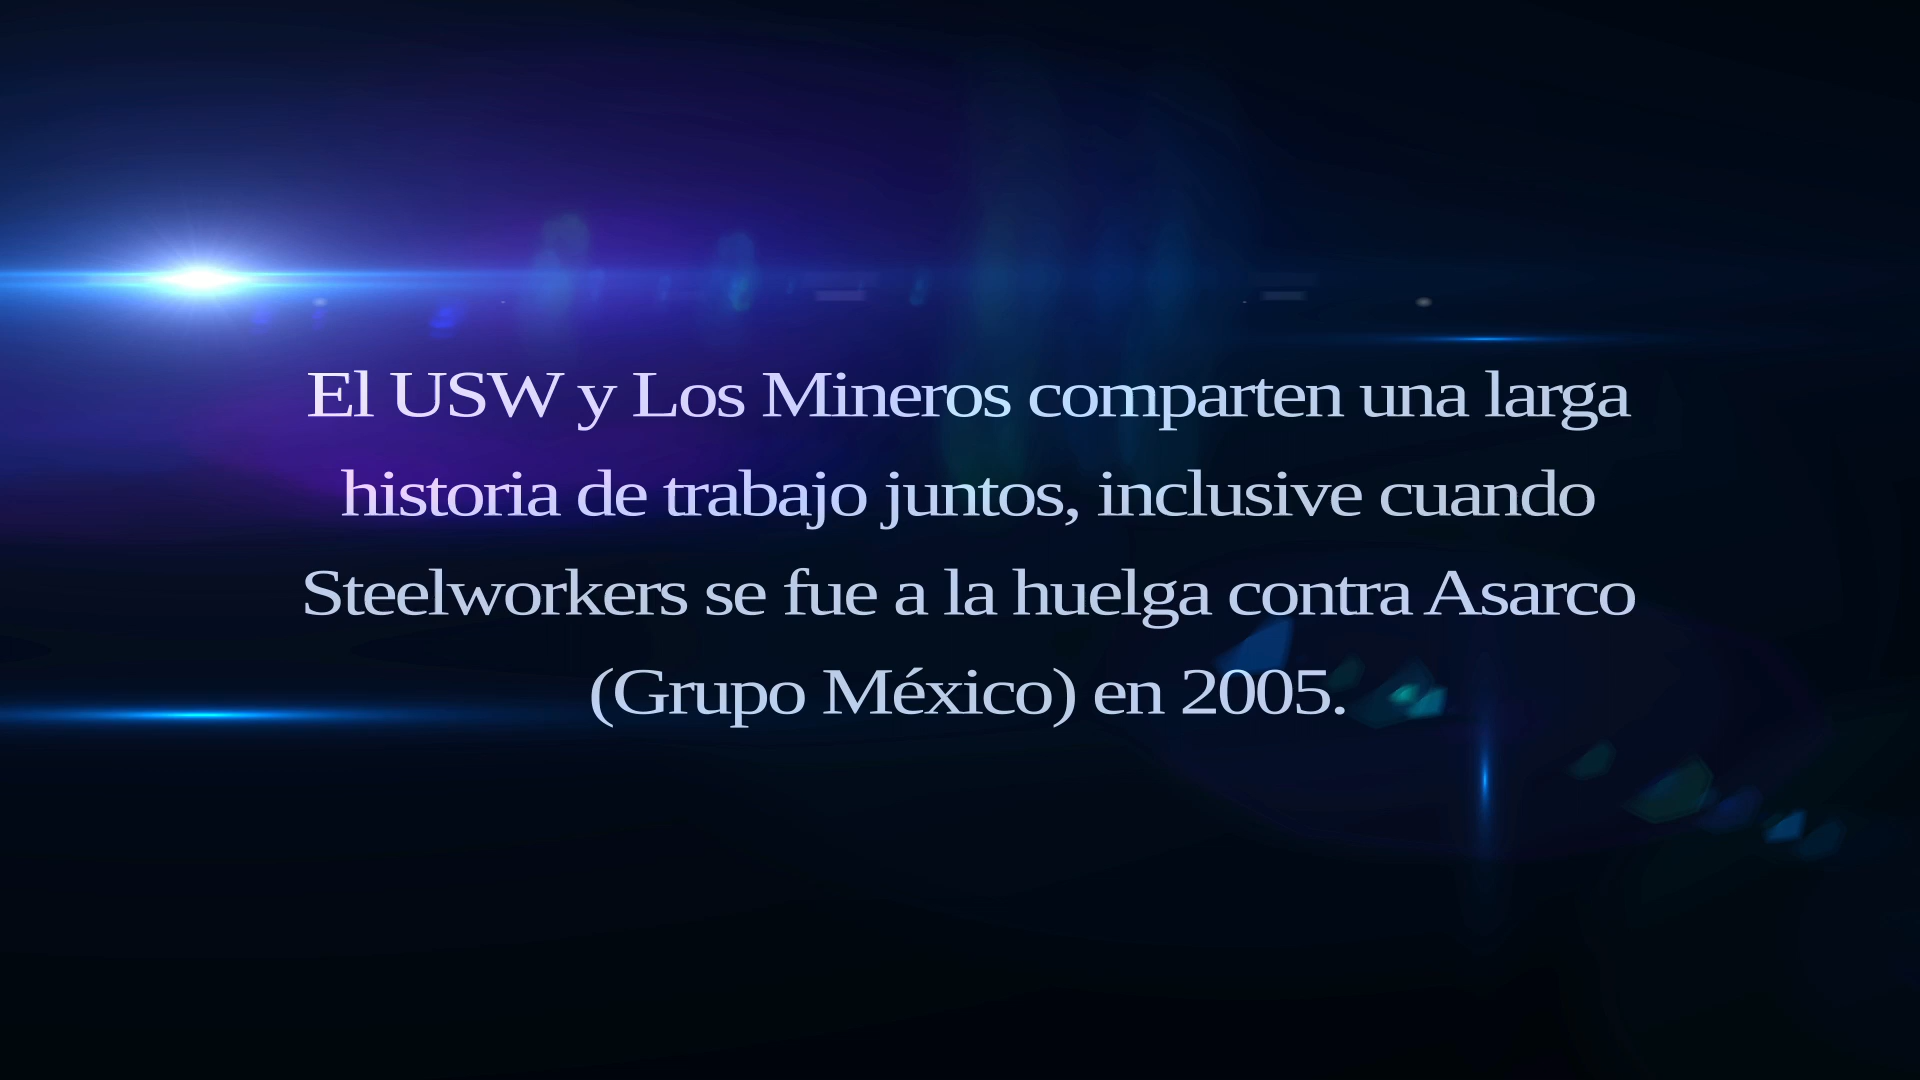 El USW y Los Mineros comparten una larga
historia de trabajo juntos, inclusive cuando
Steelworkers se fue a la huelga contra Asarco
(Grupo México) en 2005.